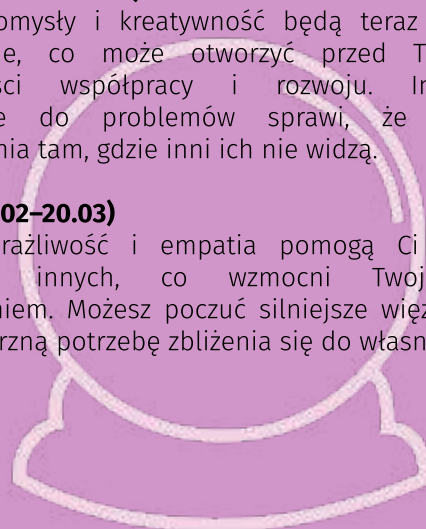 omysły i kreatywność będą teraz
e, co może otworzyć przed T
ci współpracy i rozwoju. In
e do problemów sprawi, że
nia tam, gdzie inni ich nie widzą.
02–20.03)
rażliwość i empatia pomogą Ci
innych, co wzmocni Twoj
niem. Możesz poczuć silniejsze więz
rzną potrzebę zbliżenia się do własn